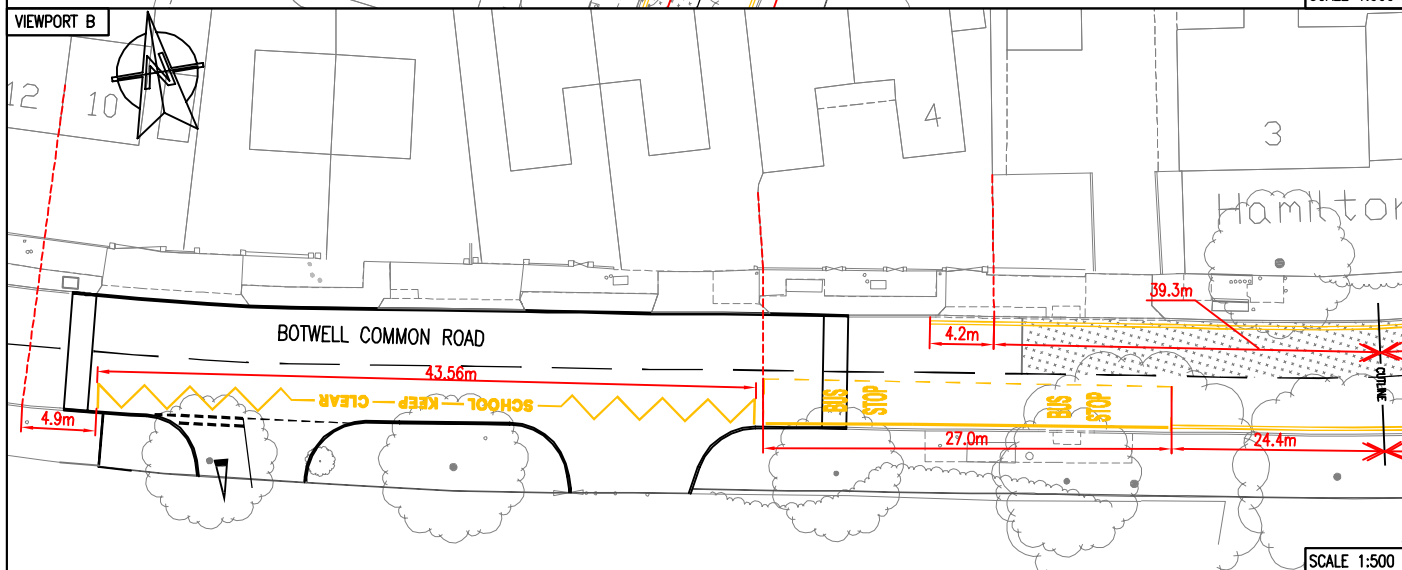 VIEWPORT B
12
10
4
3
Hamilton
39.3m
4.2m
BOTWELL COMMON ROAD
43.56m
SCHOOL — KEEP — CLEAR
BUS STOP
BUS STOP
CUTLINE
4.9m
27.0m
24.4m
SCALE 1:500